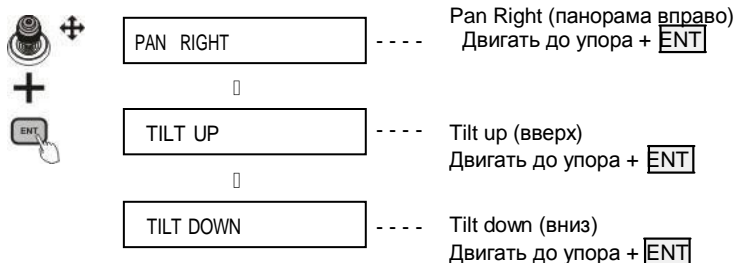 Pan Right (панорама вправо)
PAN RIGHT - - - - Двигать до упора + ENT
ENT
TILT UP - - - - Tilt up (вверх)
Двигать до упора + ENT
TILT DOWN - - - - Tilt down (вниз)
Двигать до упора + ENT